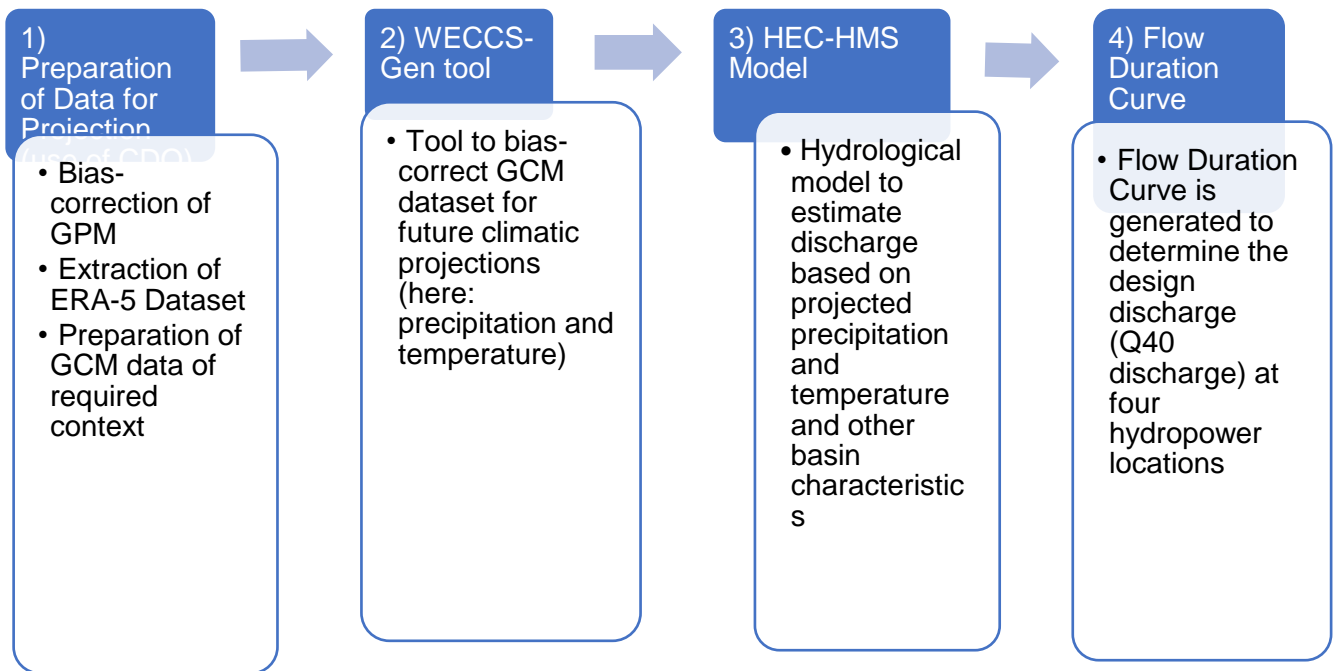 1)
Preparation
of Data for
Projection
(use of CDO)
• Bias-
correction of
GPM
• Extraction of
ERA-5 Dataset
• Preparation of
GCM data of
required
context
2) WECCS-
Gen tool
• Tool to bias-
correct GCM
dataset for
future climatic
projections
(here:
precipitation and
temperature)
3) HEC-HMS
Model
• Hydrological
model to
estimate
discharge
based on
projected
precipitation
and
temperature
and other
basin
characteristic
s
4) Flow
Duration
Curve
• Flow Duration
Curve is
generated to
determine the
design
discharge
(Q40
discharge) at
four
hydropower
locations